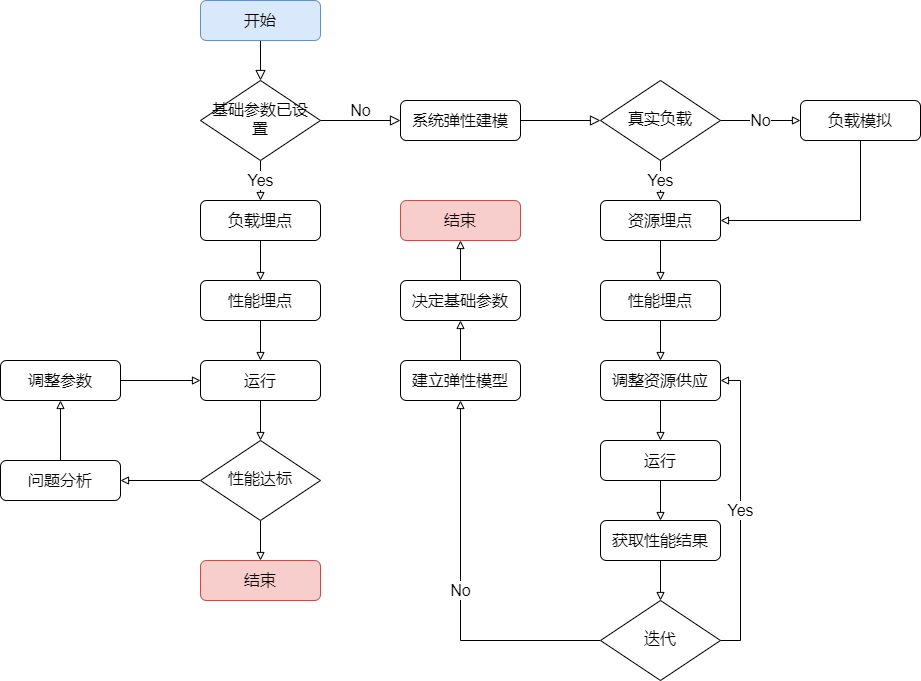 开始
基础参数已设
置
No
系统弹性建模
真实负载
No
负载模拟
Yes
Yes
负载埋点
结束
资源埋点
性能埋点
决定基础参数
性能埋点
调整参数
运行
建立弹性模型
调整资源供应
问题分析
性能达标
运行
Yes
获取性能结果
结束
No
迭代